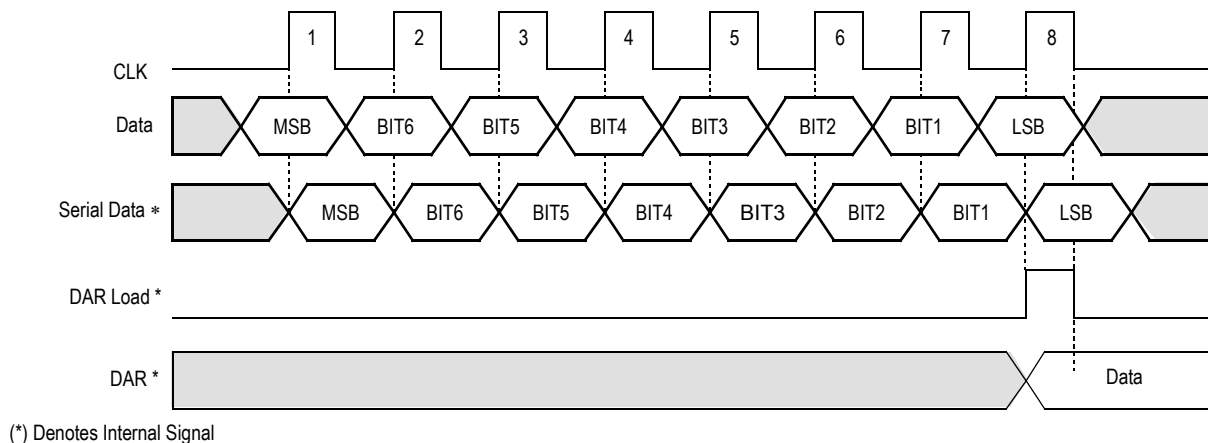 1 2 3 4 5 6 7 8
CLK
Data MSB BIT6 BIT5 BIT4 BIT3 BIT2 BIT1 LSB
Serial Data * MSB BIT6 BIT5 BIT4 BIT3 BIT2 BIT1 LSB
DAR Load *
DAR * Data
(*) Denotes Internal Signal